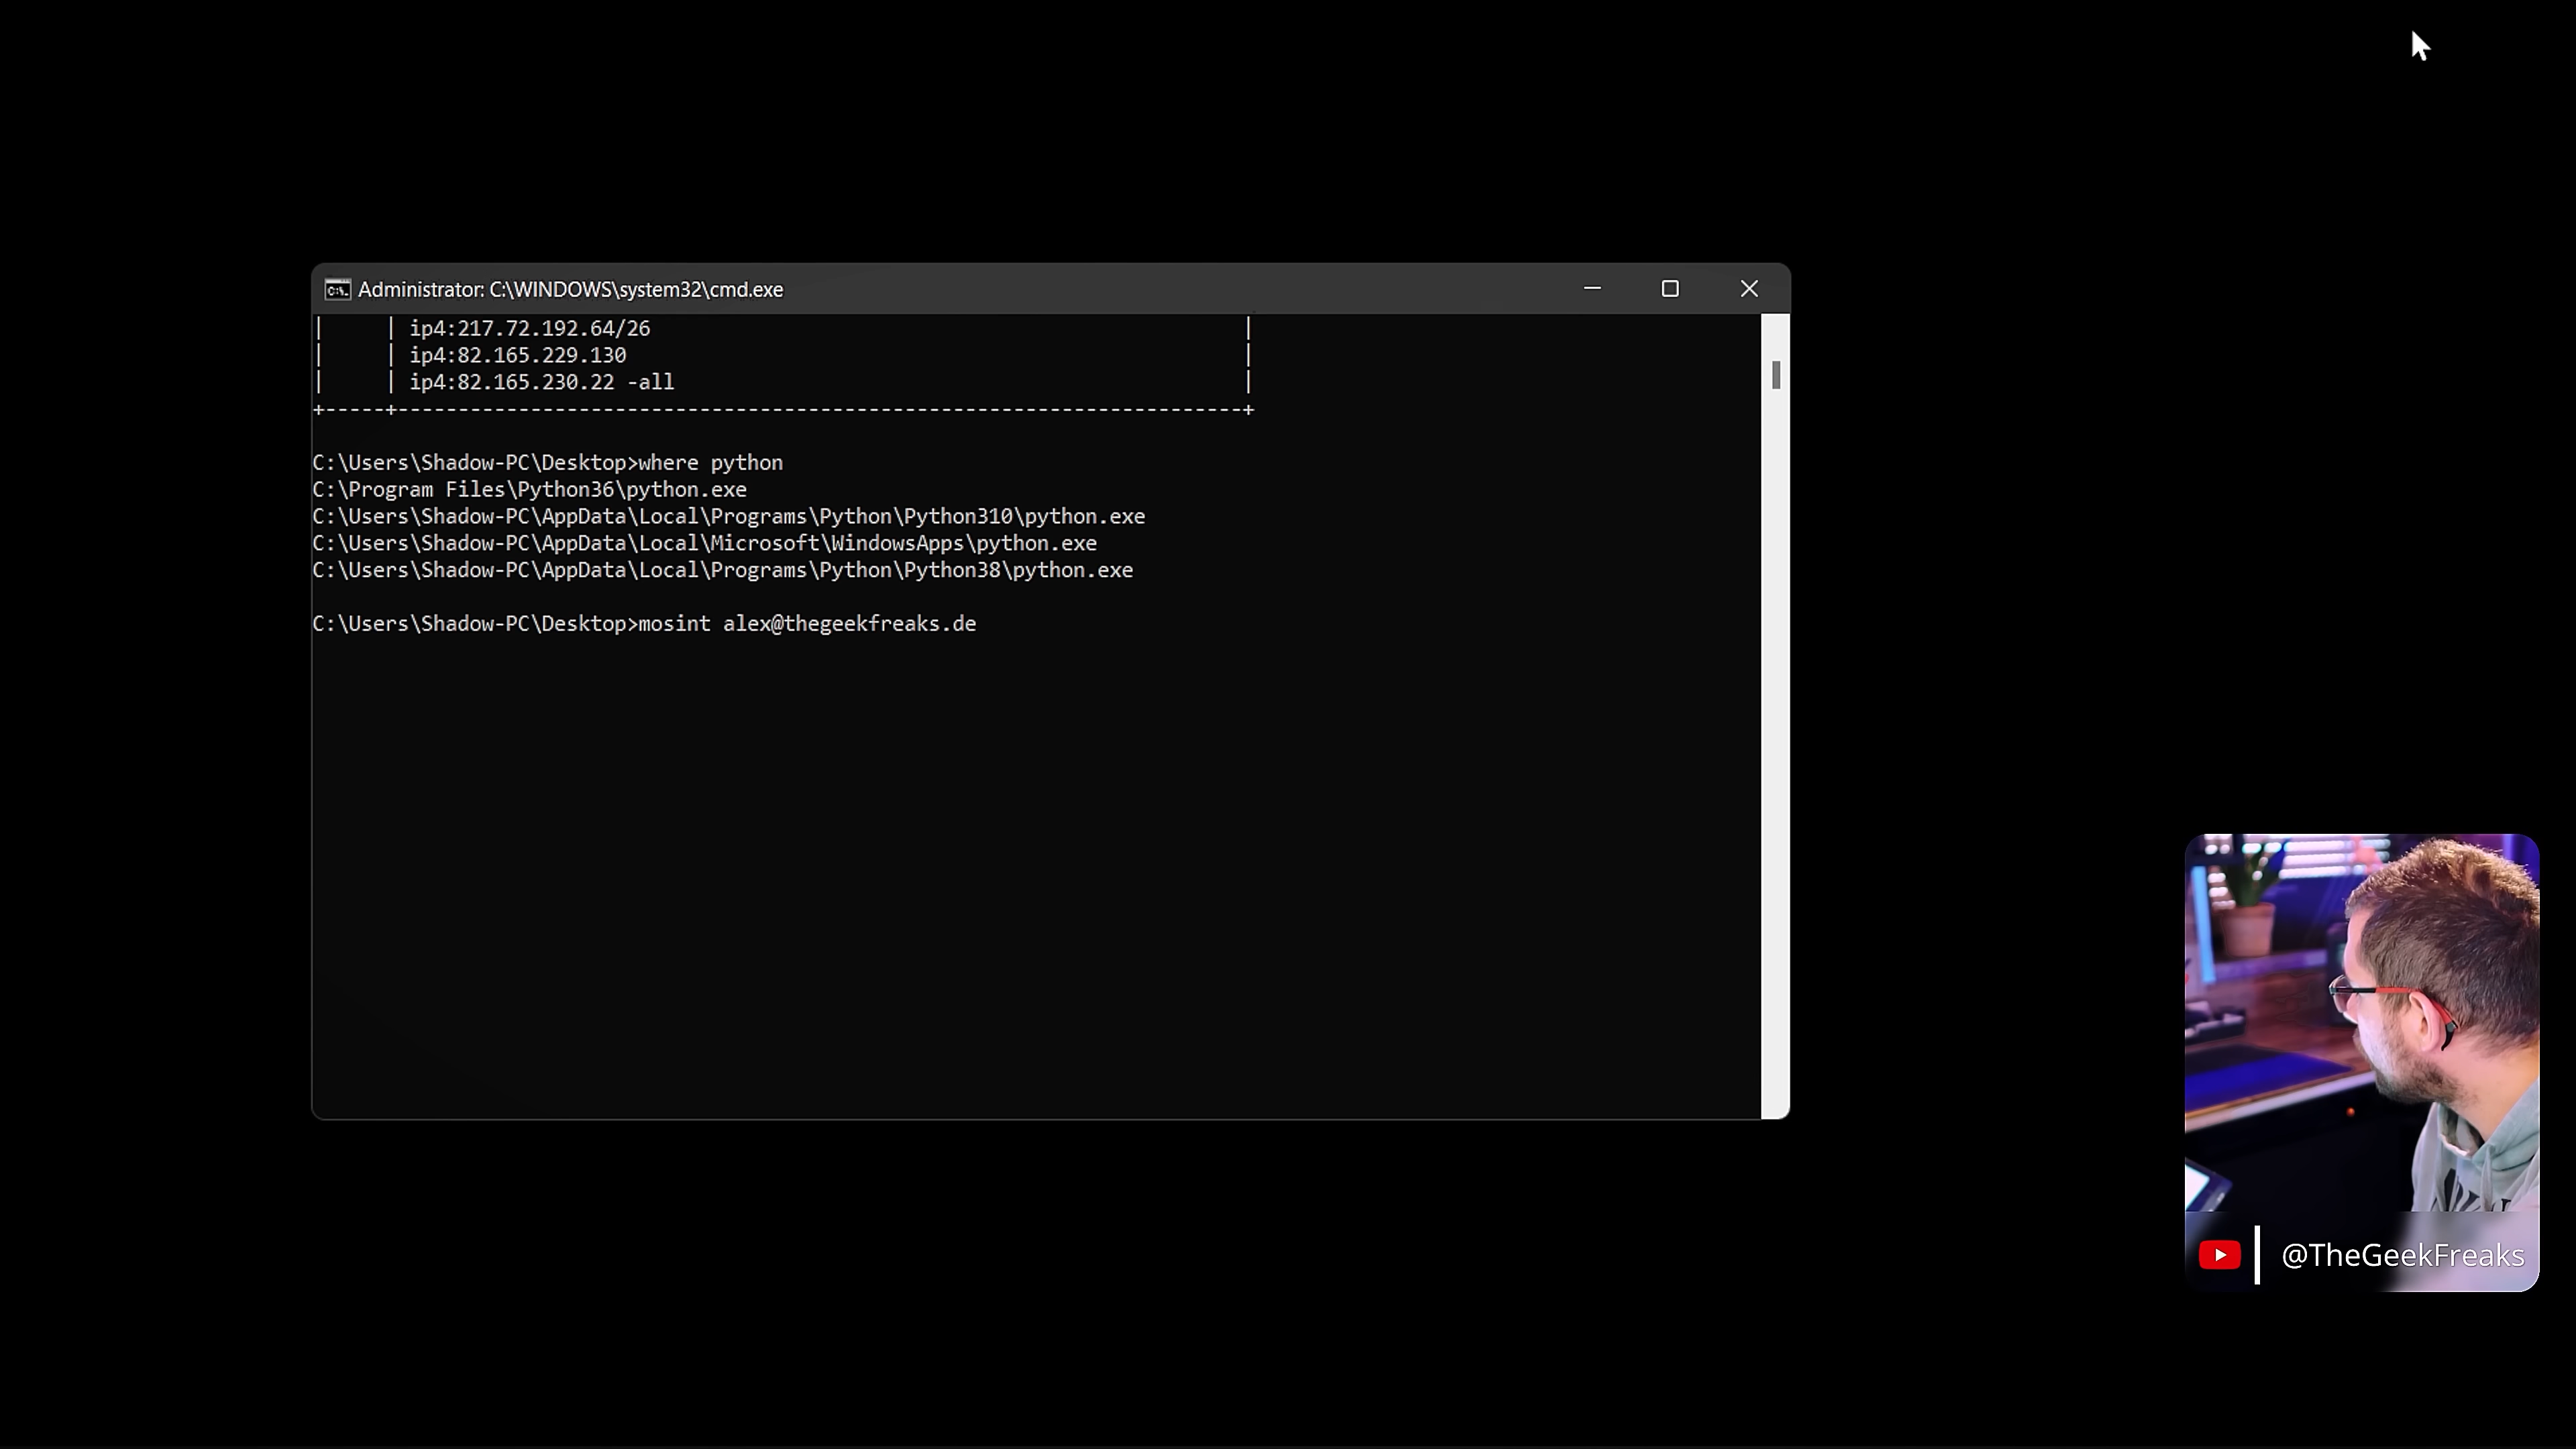 Administrator: C:\WINDOWS\system32\cmd.exe
| | ip4:217.72.192.64/26 |
| | ip4:82.165.229.130 |
| | ip4:82.165.230.22 -all |
+-----+----------------------------------------------------------------------+
C:\Users\Shadow-PC\Desktop>where python
C:\Program Files\Python36\python.exe
C:\Users\Shadow-PC\AppData\Local\Programs\Python\Python310\python.exe
C:\Users\Shadow-PC\AppData\Local\Microsoft\WindowsApps\python.exe
C:\Users\Shadow-PC\AppData\Local\Programs\Python\Python38\python.exe
C:\Users\Shadow-PC\Desktop>mosint alex@thegeekfreaks.de
@TheGeekFreaks